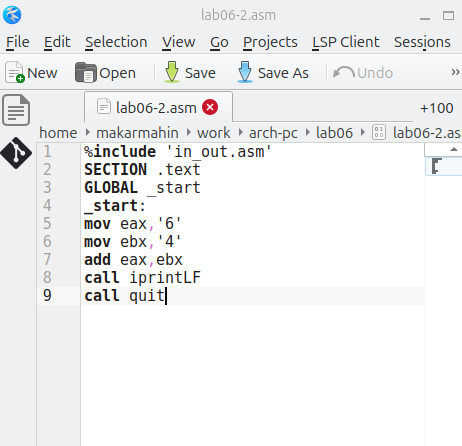 lab06-2.asm
File Edit Selection View Go Projects LSP Client Sessions
New Open Save Save As Undo »
lab06-2.asm +100
home work makarmahin arch-pc lab06 lab06-2.as
1 %include 'in_out.asm'
2 SECTION .text
3 GLOBAL _start
4 _start:
5 mov eax,'6'
6 mov ebx,'4'
7 add eax,ebx
8 call iprintLF
9 call quit